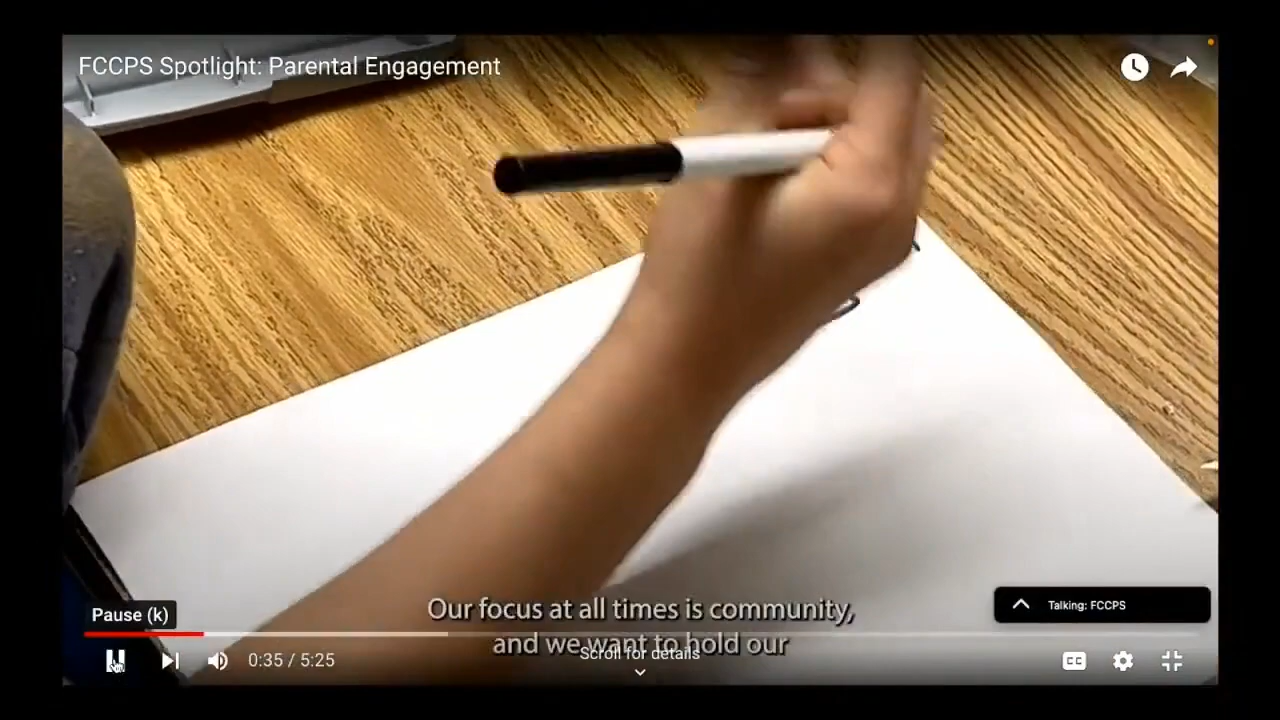 FCCPS Spotlight: Parental Engagement
Our focus at all times is community,
and we want to hold our
Scroll for details
Talking: FCCPS
Pause (k)
0:35 / 5:25
CC